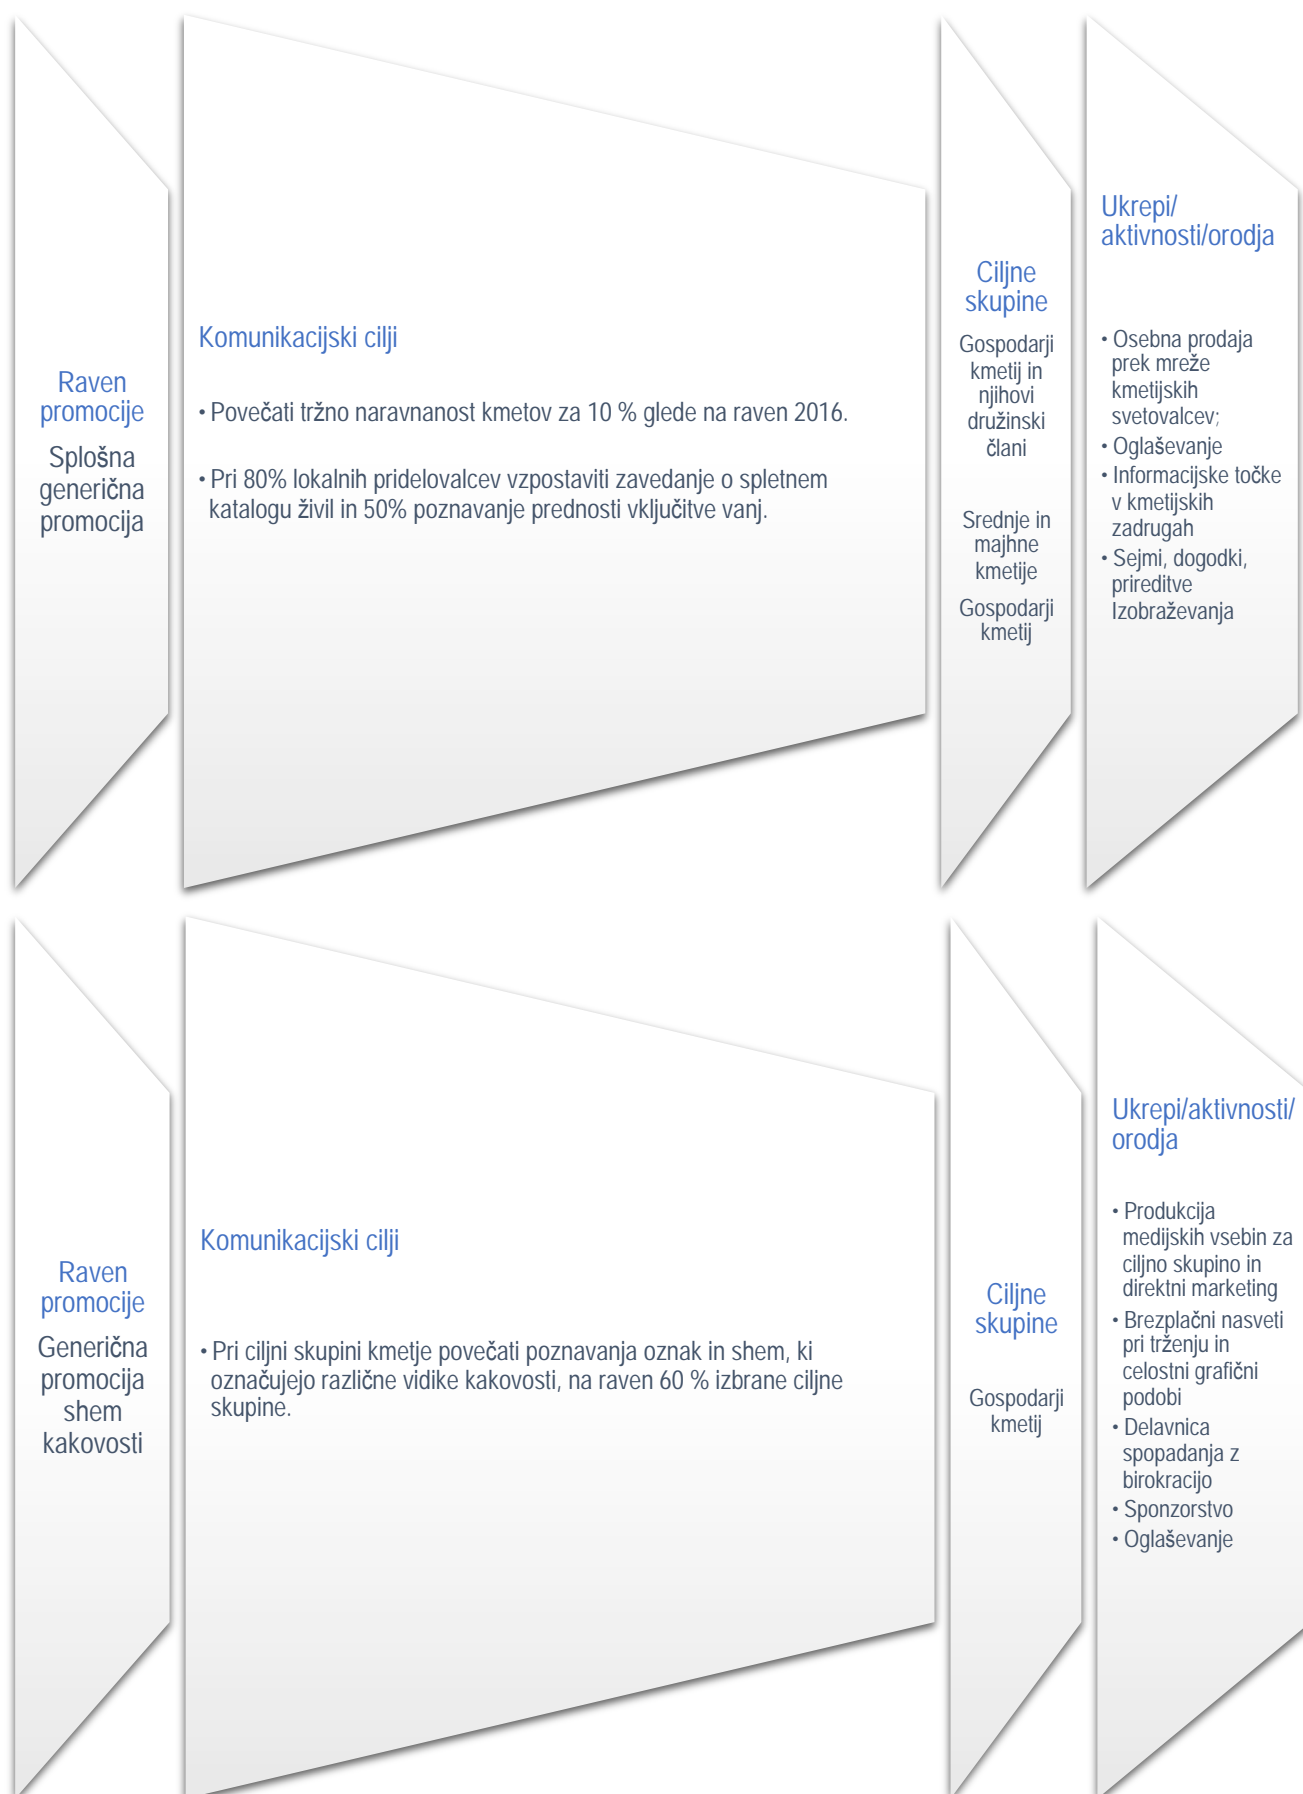 Raven
promocije
Splošna
generična
promocija
Komunikacijski cilji
• Povečati tržno naravnanost kmetov za 10 % glede na raven 2016.
• Pri 80% lokalnih pridelovalcev vzpostaviti zavedanje o spletnem
katalogu živil in 50% poznavanje prednosti vključitve vanj.
Ciljne
skupine
Gospodarji
kmetij in
njihovi
družinski
člani
Srednje in
majhne
kmetije
Gospodarji
kmetij
Ukrepi/
aktivnosti/orodja
• Osebna prodaja
prek mreže
kmetijskih
svetovalcev;
• Oglaševanje
• Informacijske točke
v kmetijskih
zadrugah
• Sejmi, dogodki,
prireditve
Izobraževanja
Raven
promocije
Generična
promocija
shem
kakovosti
Komunikacijski cilji
• Pri ciljni skupini kmetje povečati poznavanja oznak in shem, ki
označujejo različne vidike kakovosti, na raven 60 % izbrane ciljne
skupine.
Ciljne
skupine
Gospodarji
kmetij
Ukrepi/aktivnosti/
orodja
• Produkcija
medijskih vsebin za
ciljno skupino in
direktni marketing
• Brezplačni nasveti
pri trženju in
celostni grafični
podobi
• Delavnica
spopadanja z
birokracijo
• Sponzorstvo
• Oglaševanje